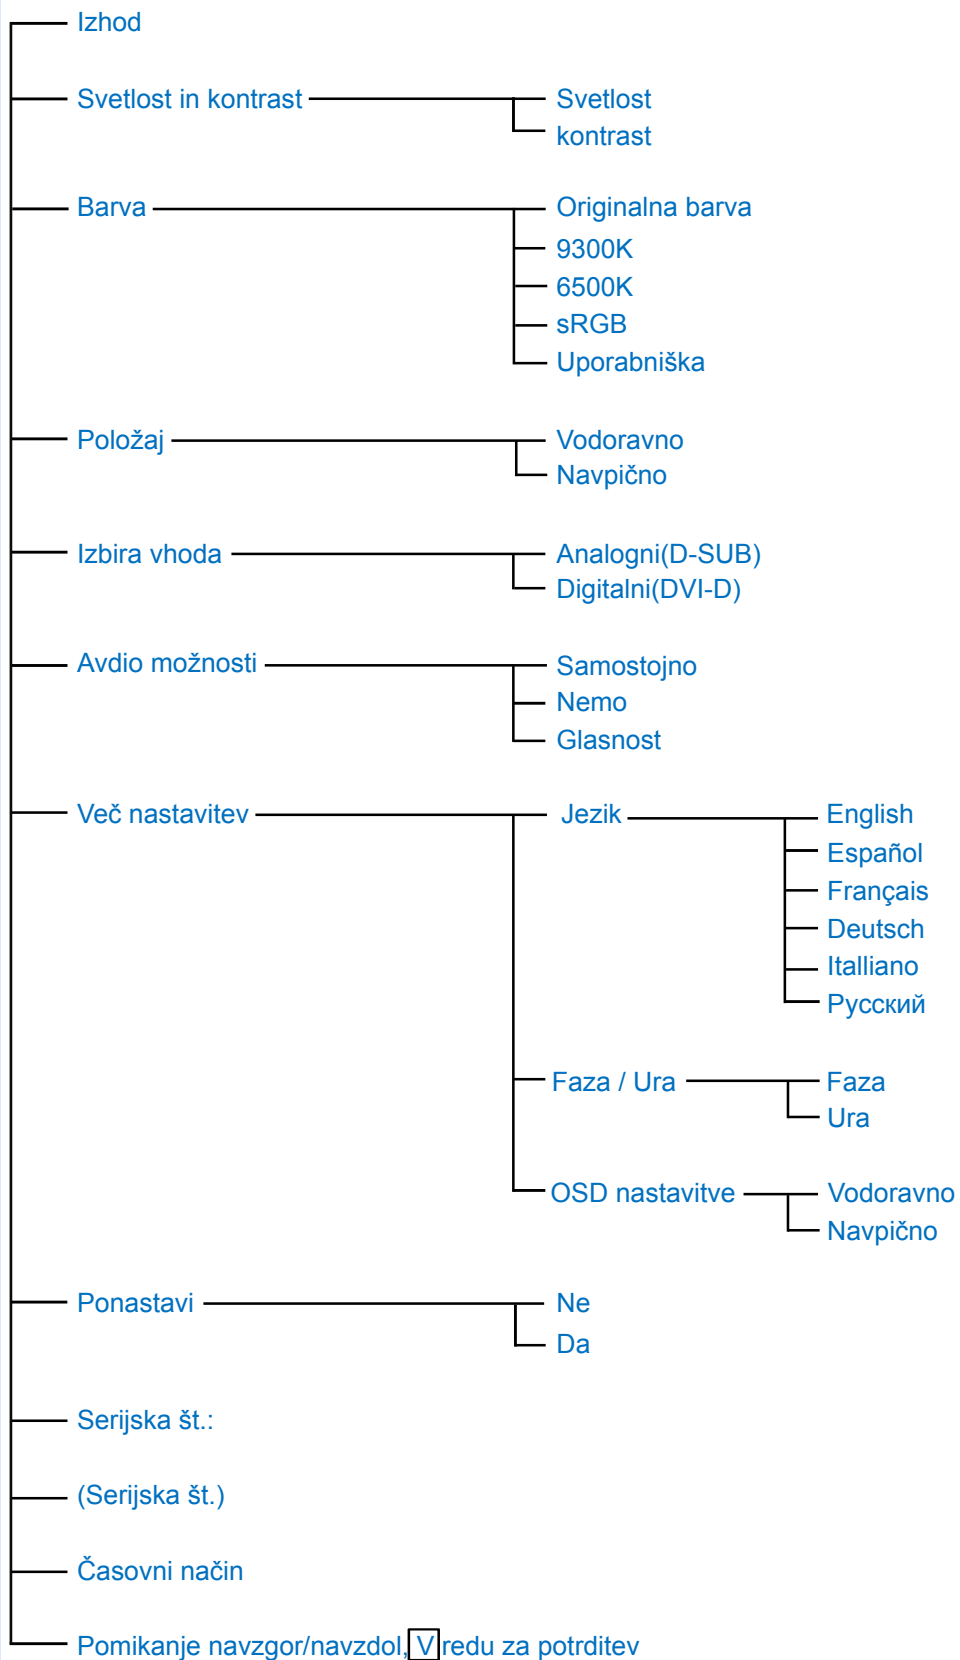 Izhod
Svetlost in kontrast
Svetlost
kontrast
Barva
Originalna barva
9300K
6500K
sRGB
Uporabniška
Položaj
Vodoravno
Navpično
Izbira vhoda
Analogni(D-SUB)
Digitalni(DVI-D)
Avdio možnosti
Samostojno
Nemo
Glasnost
Več nastavitev
Jezik
English
Español
Français
Deutsch
Italliano
Русский
Faza / Ura
Faza
Ura
OSD nastavitve
Vodoravno
Navpično
Ponastavi
Ne
Da
Serijska št.:
(Serijska št.)
Časovni način
Pomikanje navzgor/navzdol, V redu za potrditev